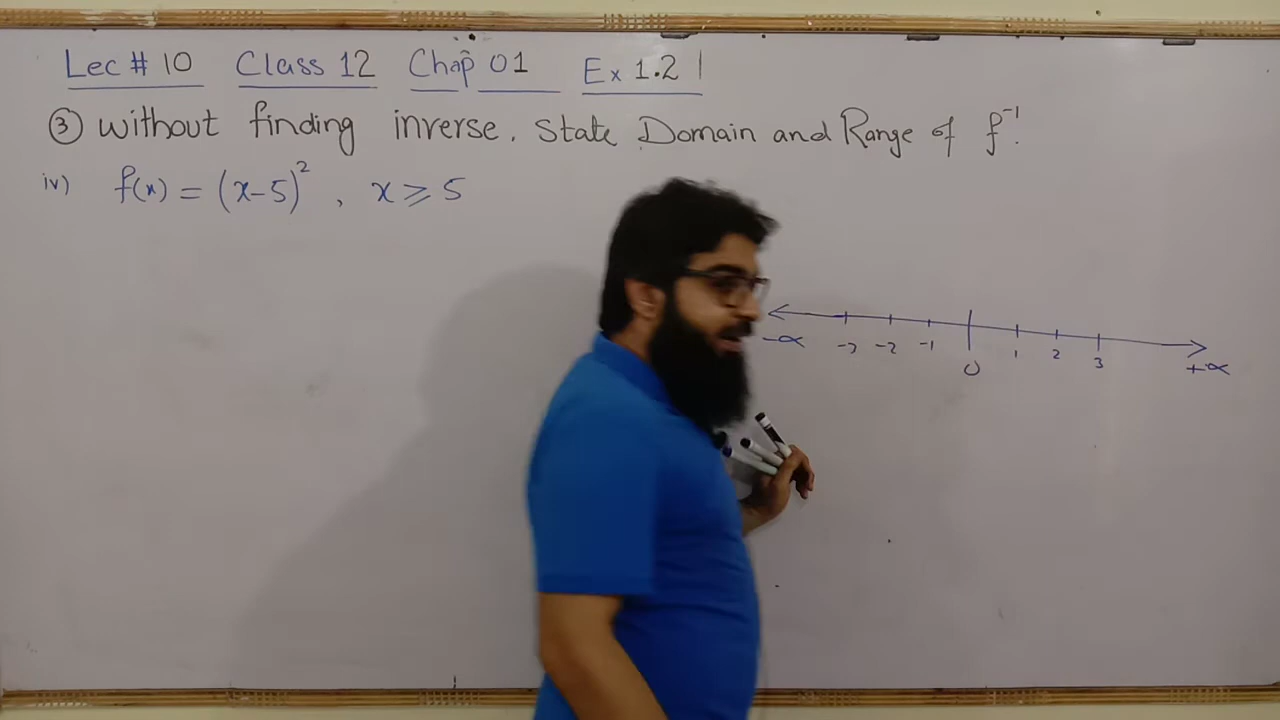 Lec # 10 Class 12 Chap 01 Ex 1.2
③ without finding inverse. State Domain and Range of f⁻¹.
iv) f(x) = (x-5)² , x ⩾ 5
-∝ -3 -2 -1 0 1 2 3 +∝